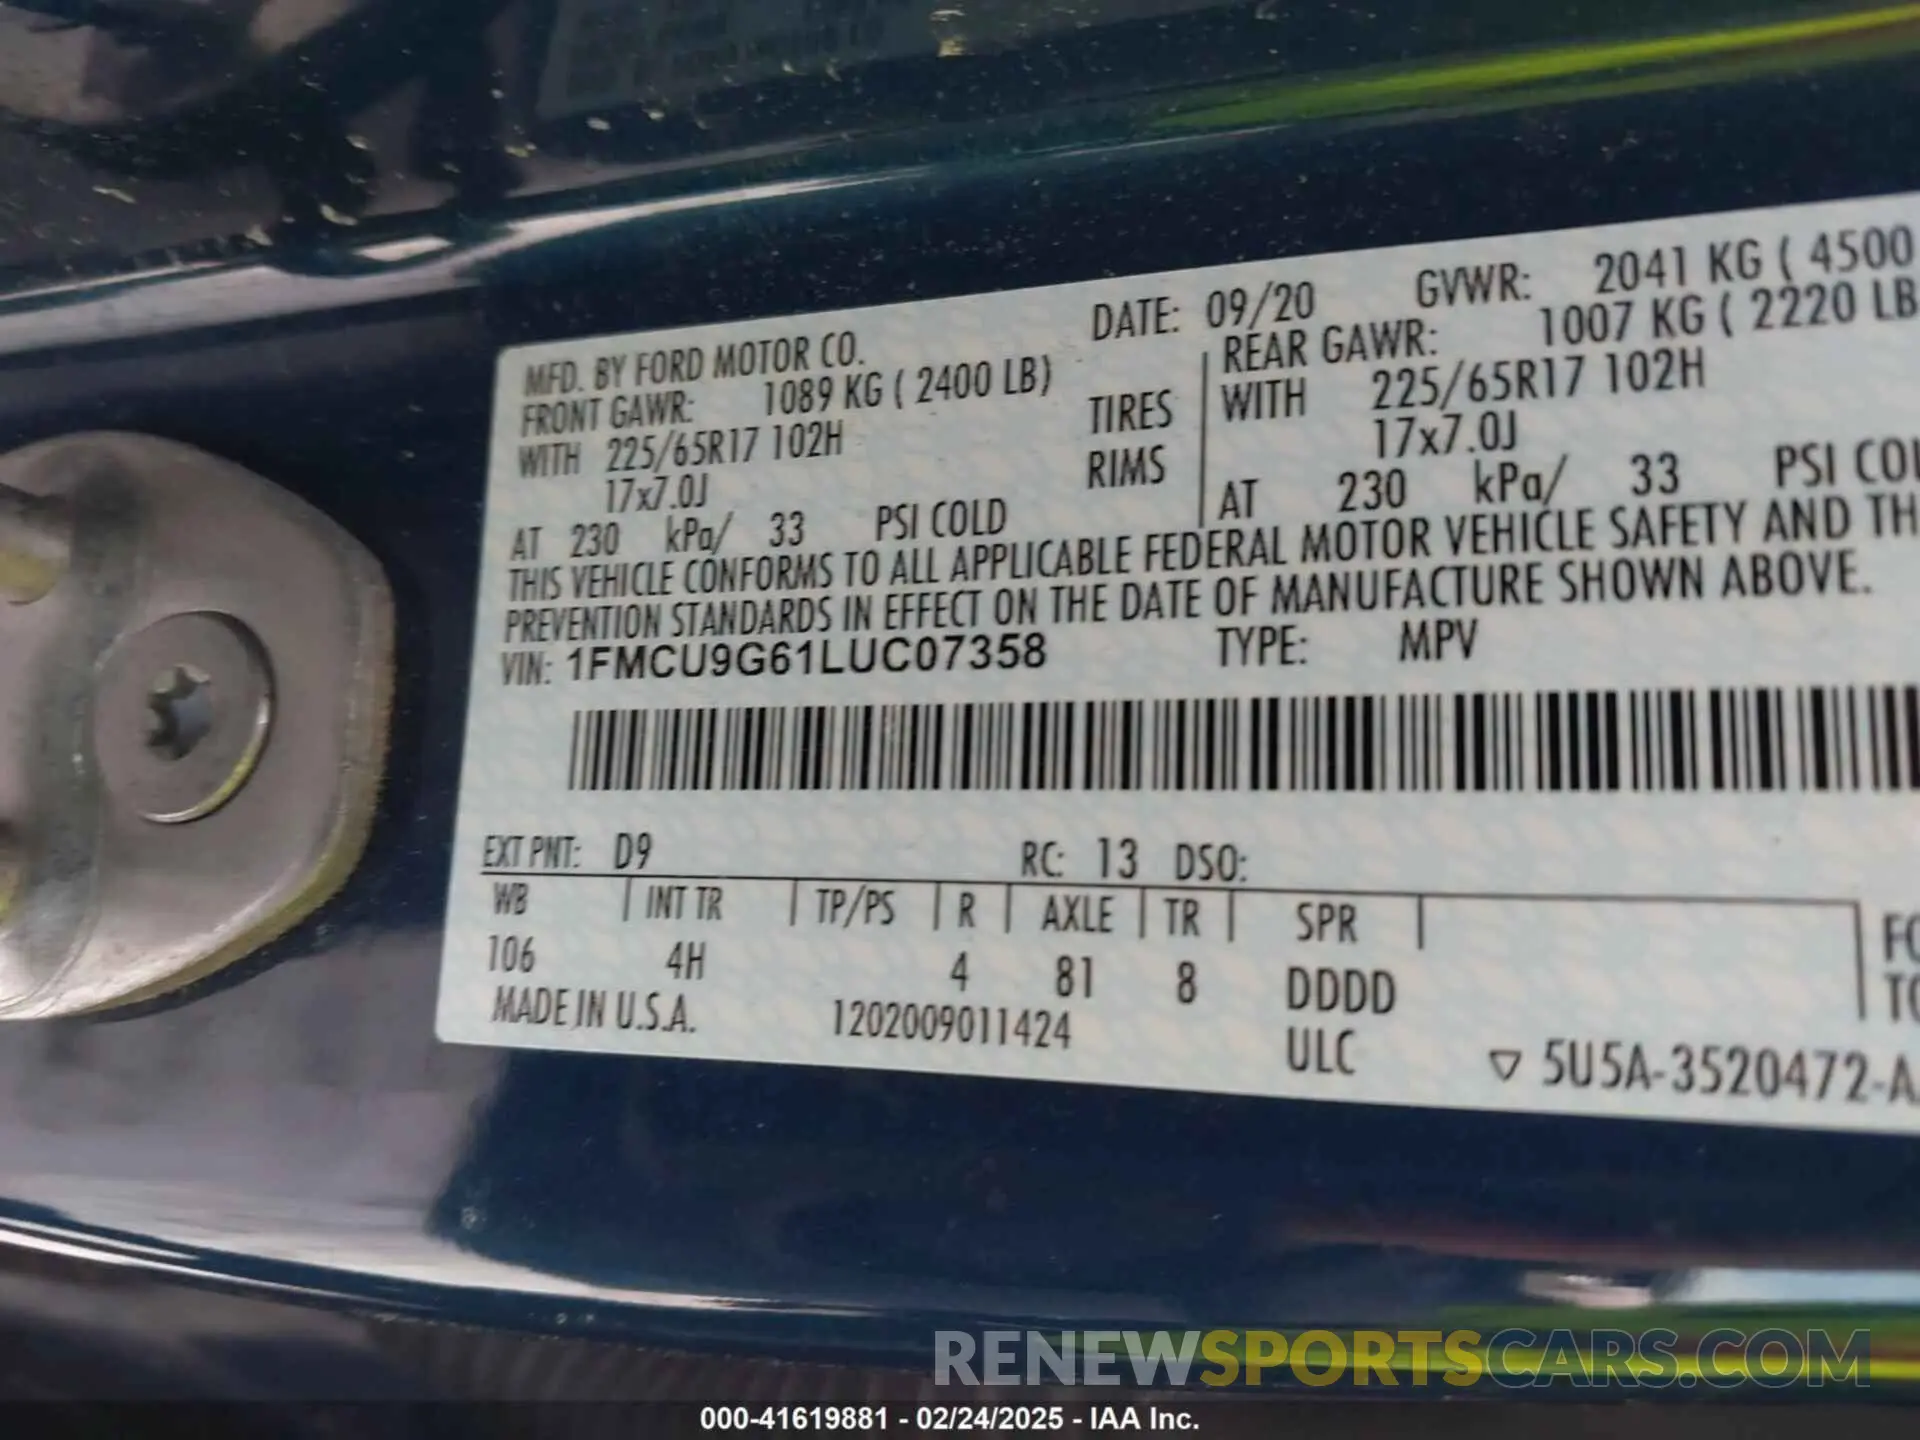 MFD. BY FORD MOTOR CO. DATE: 09/20 GVWR: 2041 KG ( 4500
FRONT GAWR: 1089 KG ( 2400 LB) REAR GAWR: 1007 KG ( 2220 LB
WITH 225/65R17 102H TIRES WITH 225/65R17 102H
17x7.0J RIMS 17x7.0J
AT 230 kPa/ 33 PSI COLD AT 230 kPa/ 33 PSI COL
THIS VEHICLE CONFORMS TO ALL APPLICABLE FEDERAL MOTOR VEHICLE SAFETY AND TH
PREVENTION STANDARDS IN EFFECT ON THE DATE OF MANUFACTURE SHOWN ABOVE.
VIN: 1FMCU9G61LUC07358 TYPE: MPV
EXT PNT: D9 RC: 13 DSO:
WB INT TR TP/PS R AXLE TR SPR
106 4H 4 81 8 DDDD
MADE IN U.S.A. 1202009011424 ULC ▽ 5U5A-3520472-A
RENEWSPORTSCARS.COM
000-41619881 - 02/24/2025 - IAA Inc.